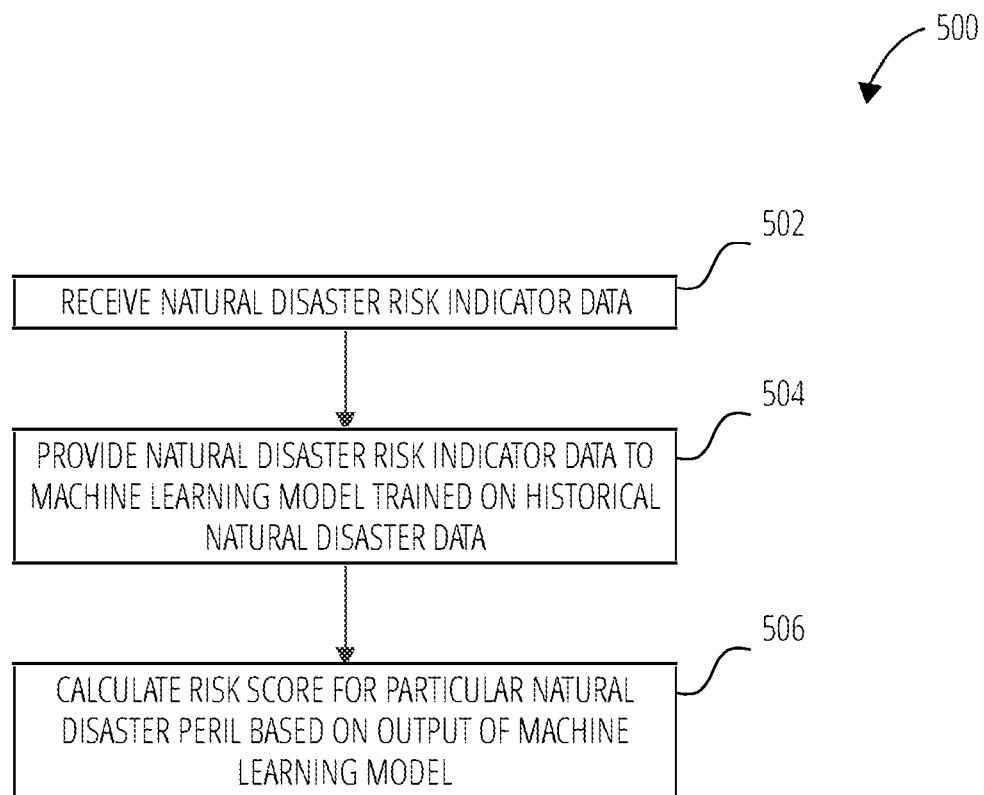 500
502
RECEIVE NATURAL DISASTER RISK INDICATOR DATA
504
PROVIDE NATURAL DISASTER RISK INDICATOR DATA TO
MACHINE LEARNING MODEL TRAINED ON HISTORICAL
NATURAL DISASTER DATA
506
CALCULATE RISK SCORE FOR PARTICULAR NATURAL
DISASTER PERIL BASED ON OUTPUT OF MACHINE
LEARNING MODEL